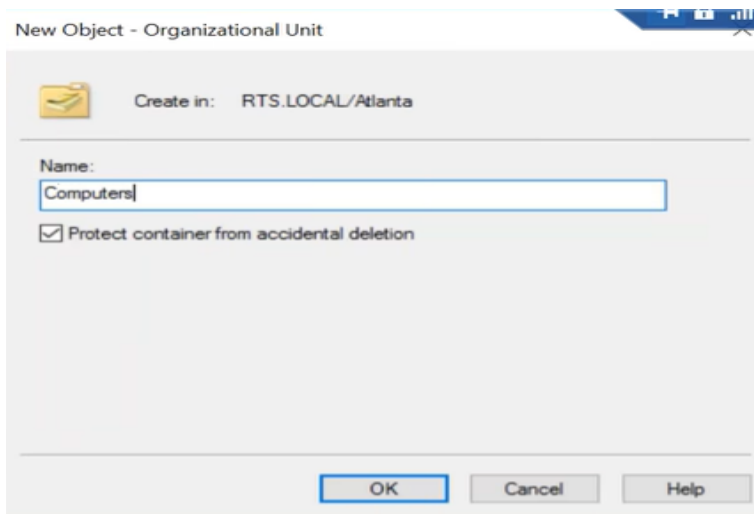 New Object - Organizational Unit
Create in: RTS.LOCAL/Atlanta
Name:
Computers
Protect container from accidental deletion
OK Cancel Help